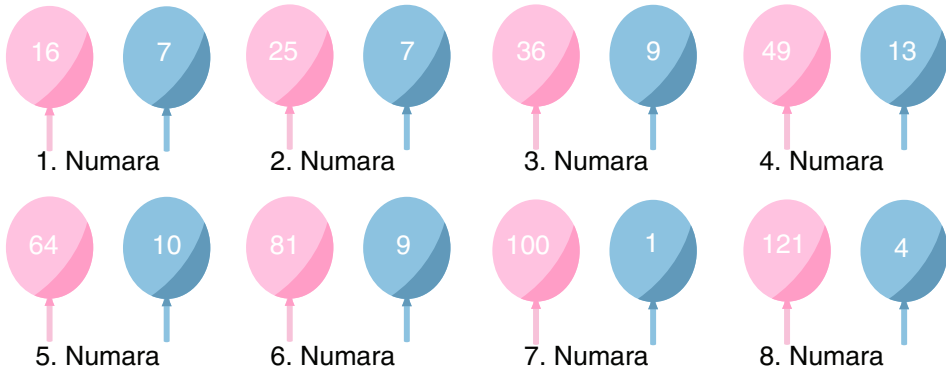 16 7 25 7 36 9 49 13
1. Numara 2. Numara 3. Numara 4. Numara
64 10 81 9 100 1 121 4
5. Numara 6. Numara 7. Numara 8. Numara